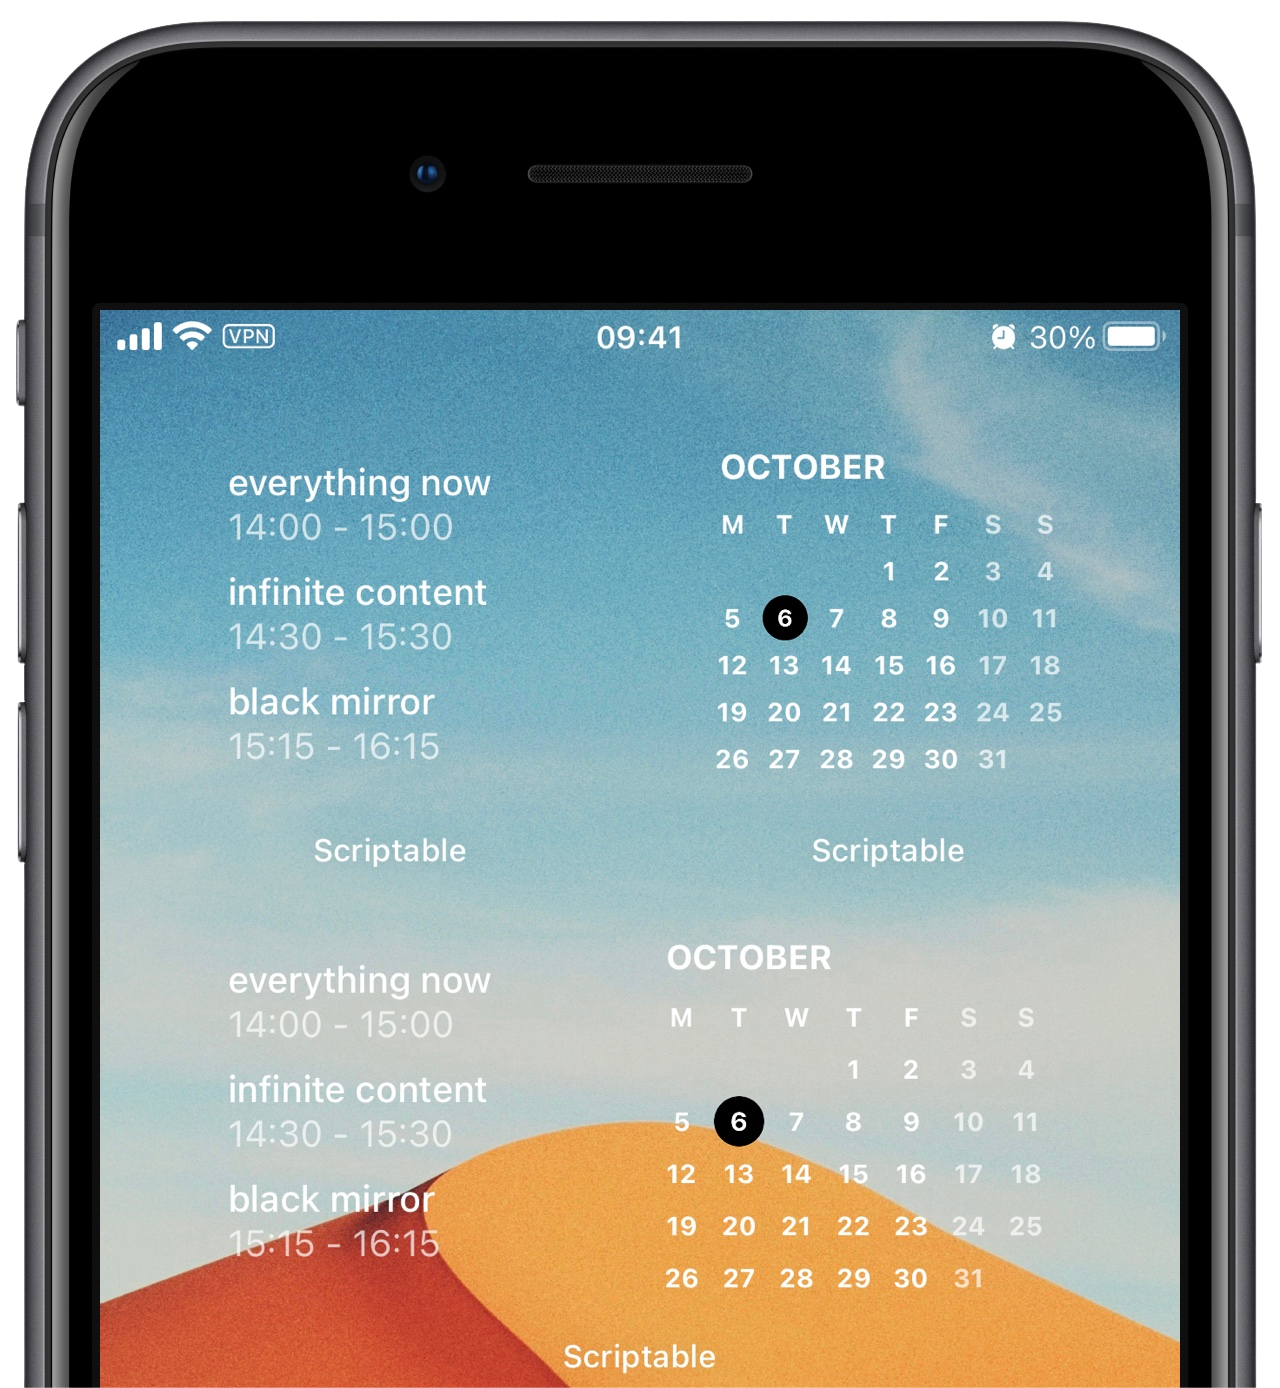 VPN 09:41 30%
everything now
14:00 - 15:00
infinite content
14:30 - 15:30
black mirror
15:15 - 16:15
Scriptable
OCTOBER
M T W T F S S
1 2 3 4
5 6 7 8 9 10 11
12 13 14 15 16 17 18
19 20 21 22 23 24 25
26 27 28 29 30 31
Scriptable
everything now
14:00 - 15:00
infinite content
14:30 - 15:30
black mirror
15:15 - 16:15
OCTOBER
M T W T F S S
1 2 3 4
5 6 7 8 9 10 11
12 13 14 15 16 17 18
19 20 21 22 23 24 25
26 27 28 29 30 31
Scriptable